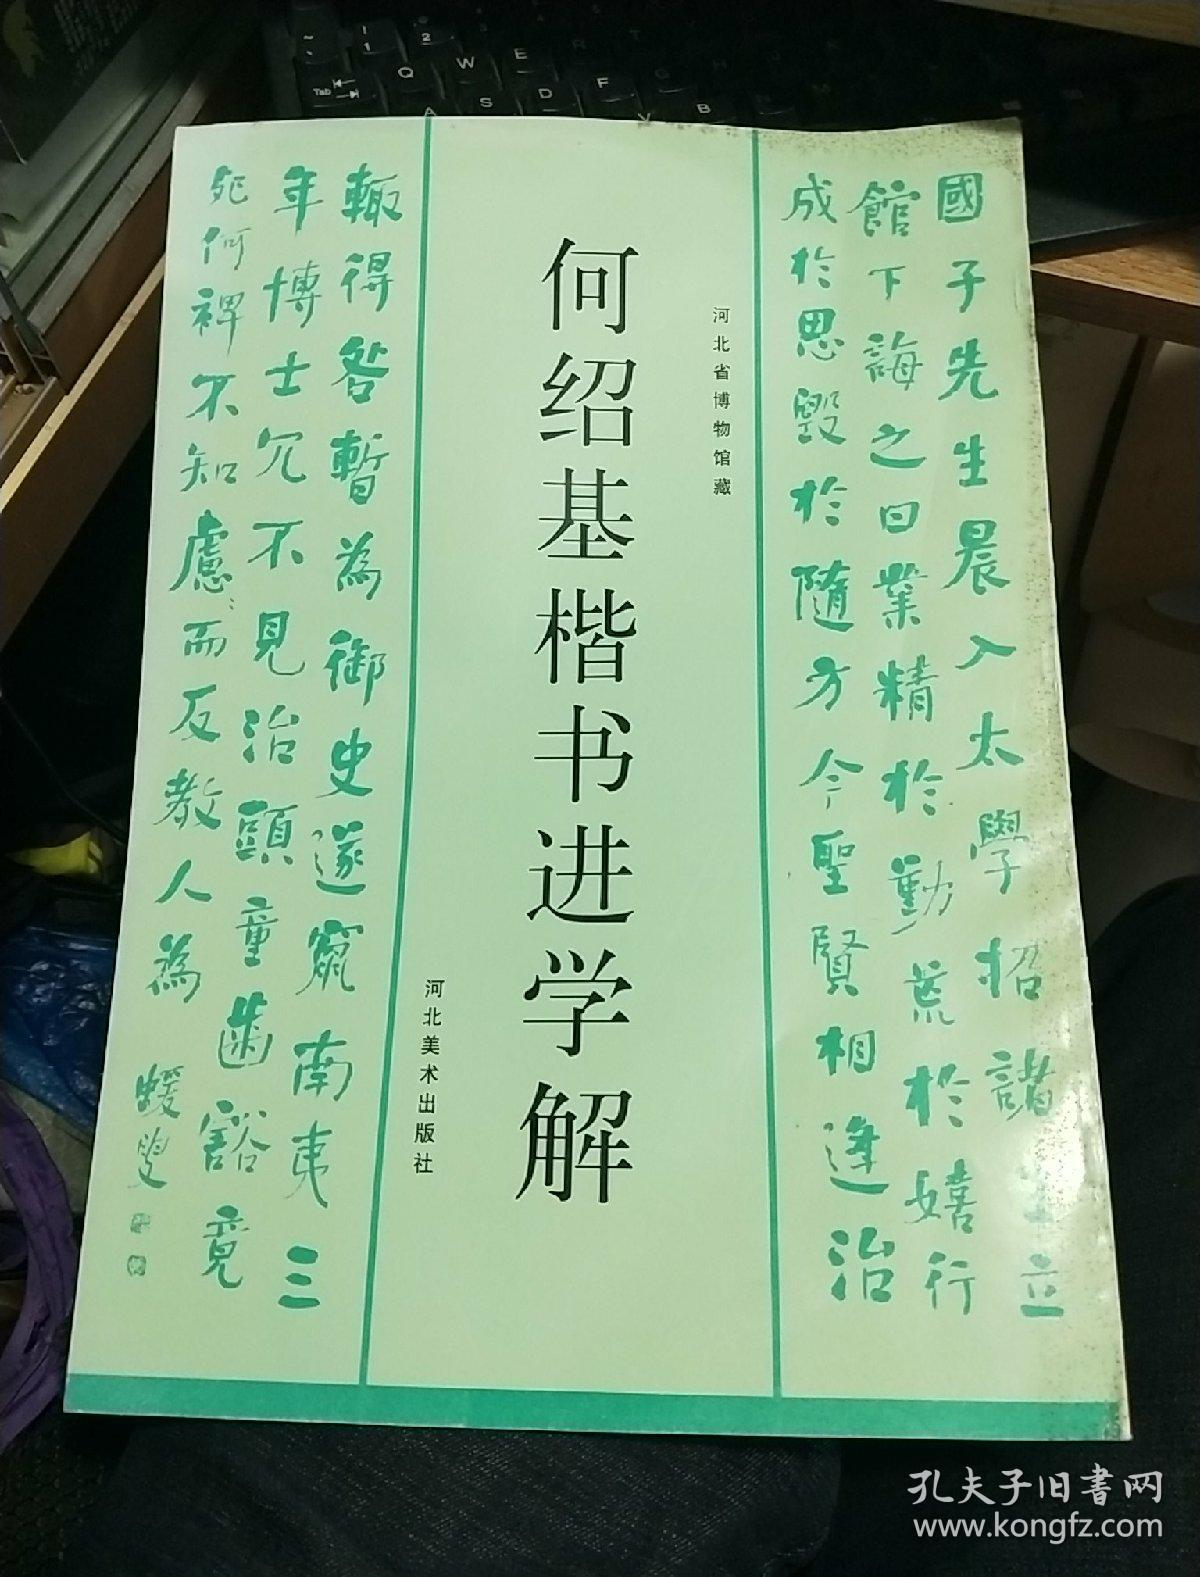 國子先生晨入太學招諸生立
館下誨之曰業精於勤荒於嬉行
成於思毀於隨方今聖賢相逢治
河北省博物馆藏
何绍基楷书进学解
河北美术出版社
輒得咎暫為御史遂竄南夷三
年博士冗不見治頭童齒豁竟
死何裨不知慮而反教人為
蝯叟
1 2
Tab Q W E
A S D F V B
孔夫子旧書网
www.kongfz.com